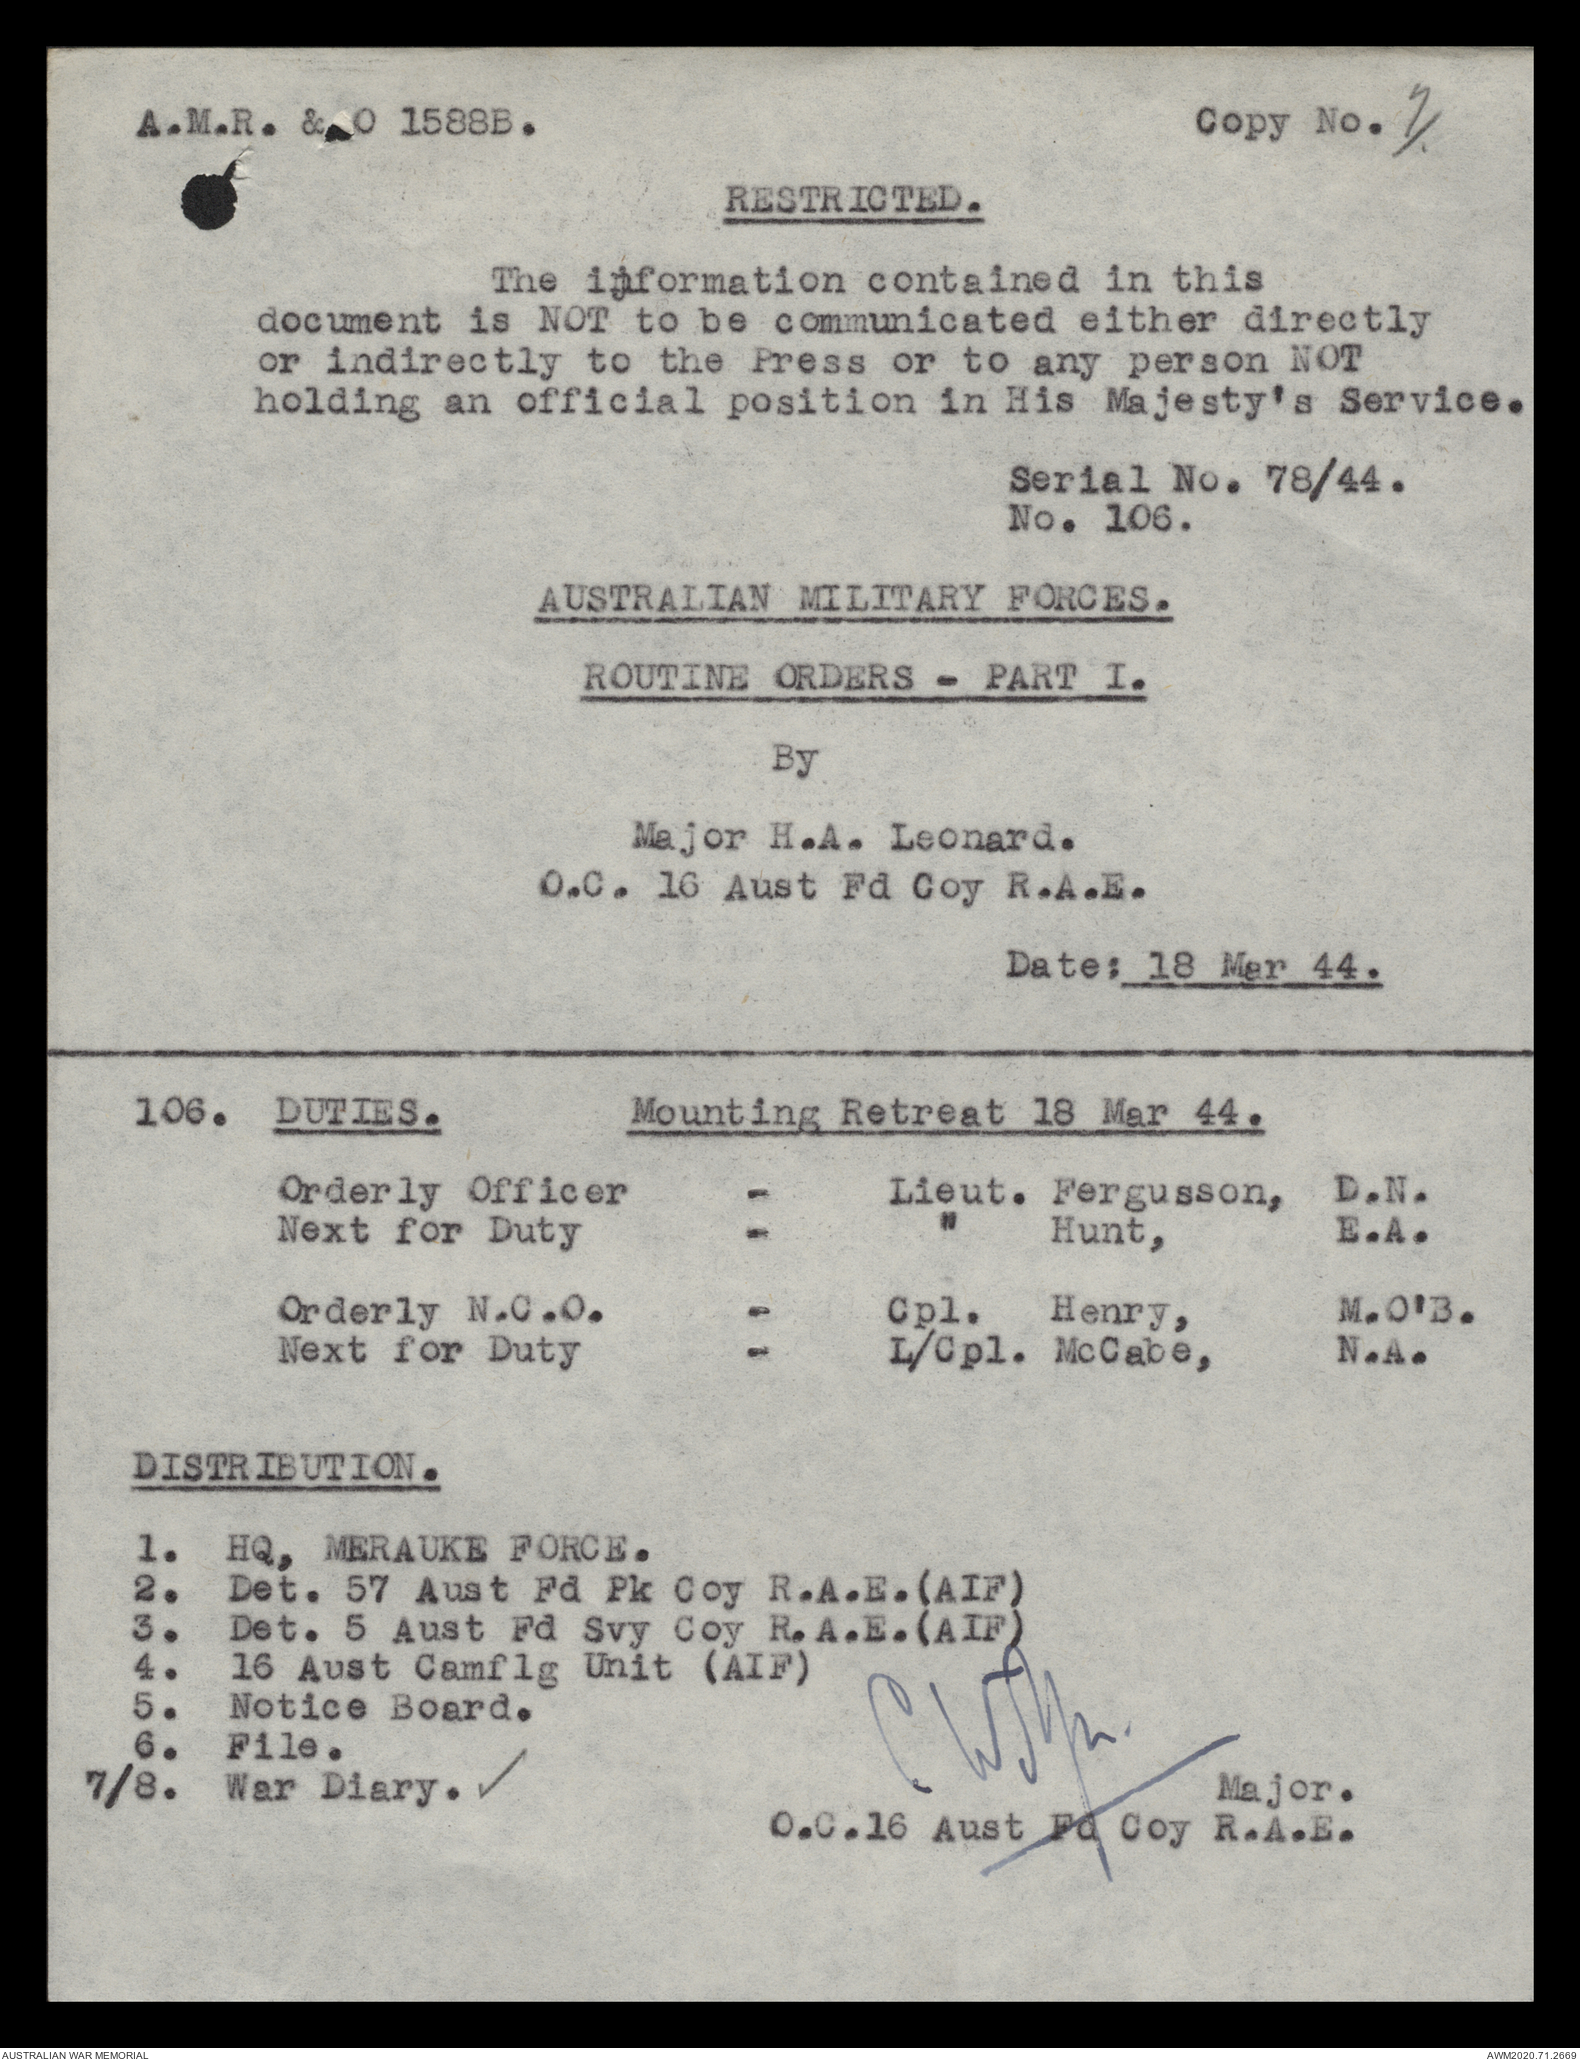 A.M.R. & O 1588B. Copy No. 7.
RESTRICTED.
The information contained in this
document is NOT to be communicated either directly
or indirectly to the Press or to any person NOT
holding an official position in His Majesty's Service.
Serial No. 78/44.
No. 106.
AUSTRALIAN MILITARY FORCES.
ROUTINE ORDERS - PART I.
By
Major H.A. Leonard.
O.C. 16 Aust Fd Coy R.A.E.
Date: 18 Mar 44.
106. DUTIES. Mounting Retreat 18 Mar 44.
Orderly Officer - Lieut. Fergusson, D.N.
Next for Duty - " Hunt, E.A.
Orderly N.C.O. - Cpl. Henry, M.O'B.
Next for Duty - L/Cpl. McCabe, N.A.
DISTRIBUTION.
1. HQ, MERAUKE FORCE.
2. Det. 57 Aust Fd Pk Coy R.A.E.(AIF)
3. Det. 5 Aust Fd Svy Coy R.A.E.(AIF)
4. 16 Aust Camflg Unit (AIF)
5. Notice Board.
6. File.
7/8. War Diary. ✓
Major.
O.C.16 Aust Fd Coy R.A.E.
AUSTRALIAN WAR MEMORIAL AWM2020.71.2669